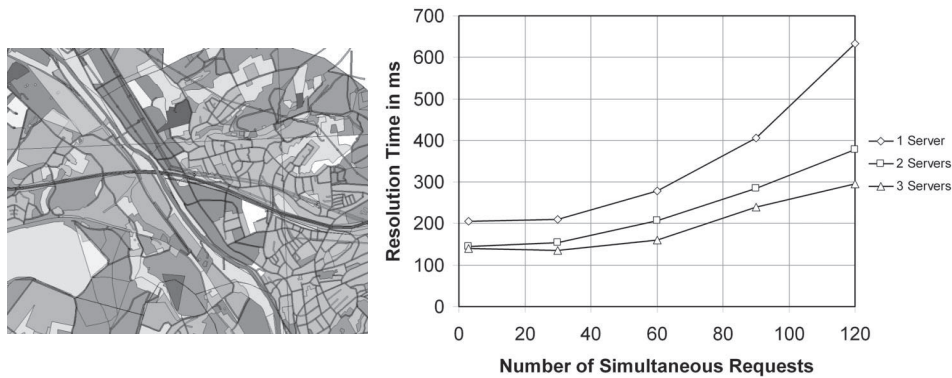 700
600
500
400
300
200
100
0
Resolution Time in ms
0 20 40 60 80 100 120
Number of Simultaneous Requests
1 Server
2 Servers
3 Servers